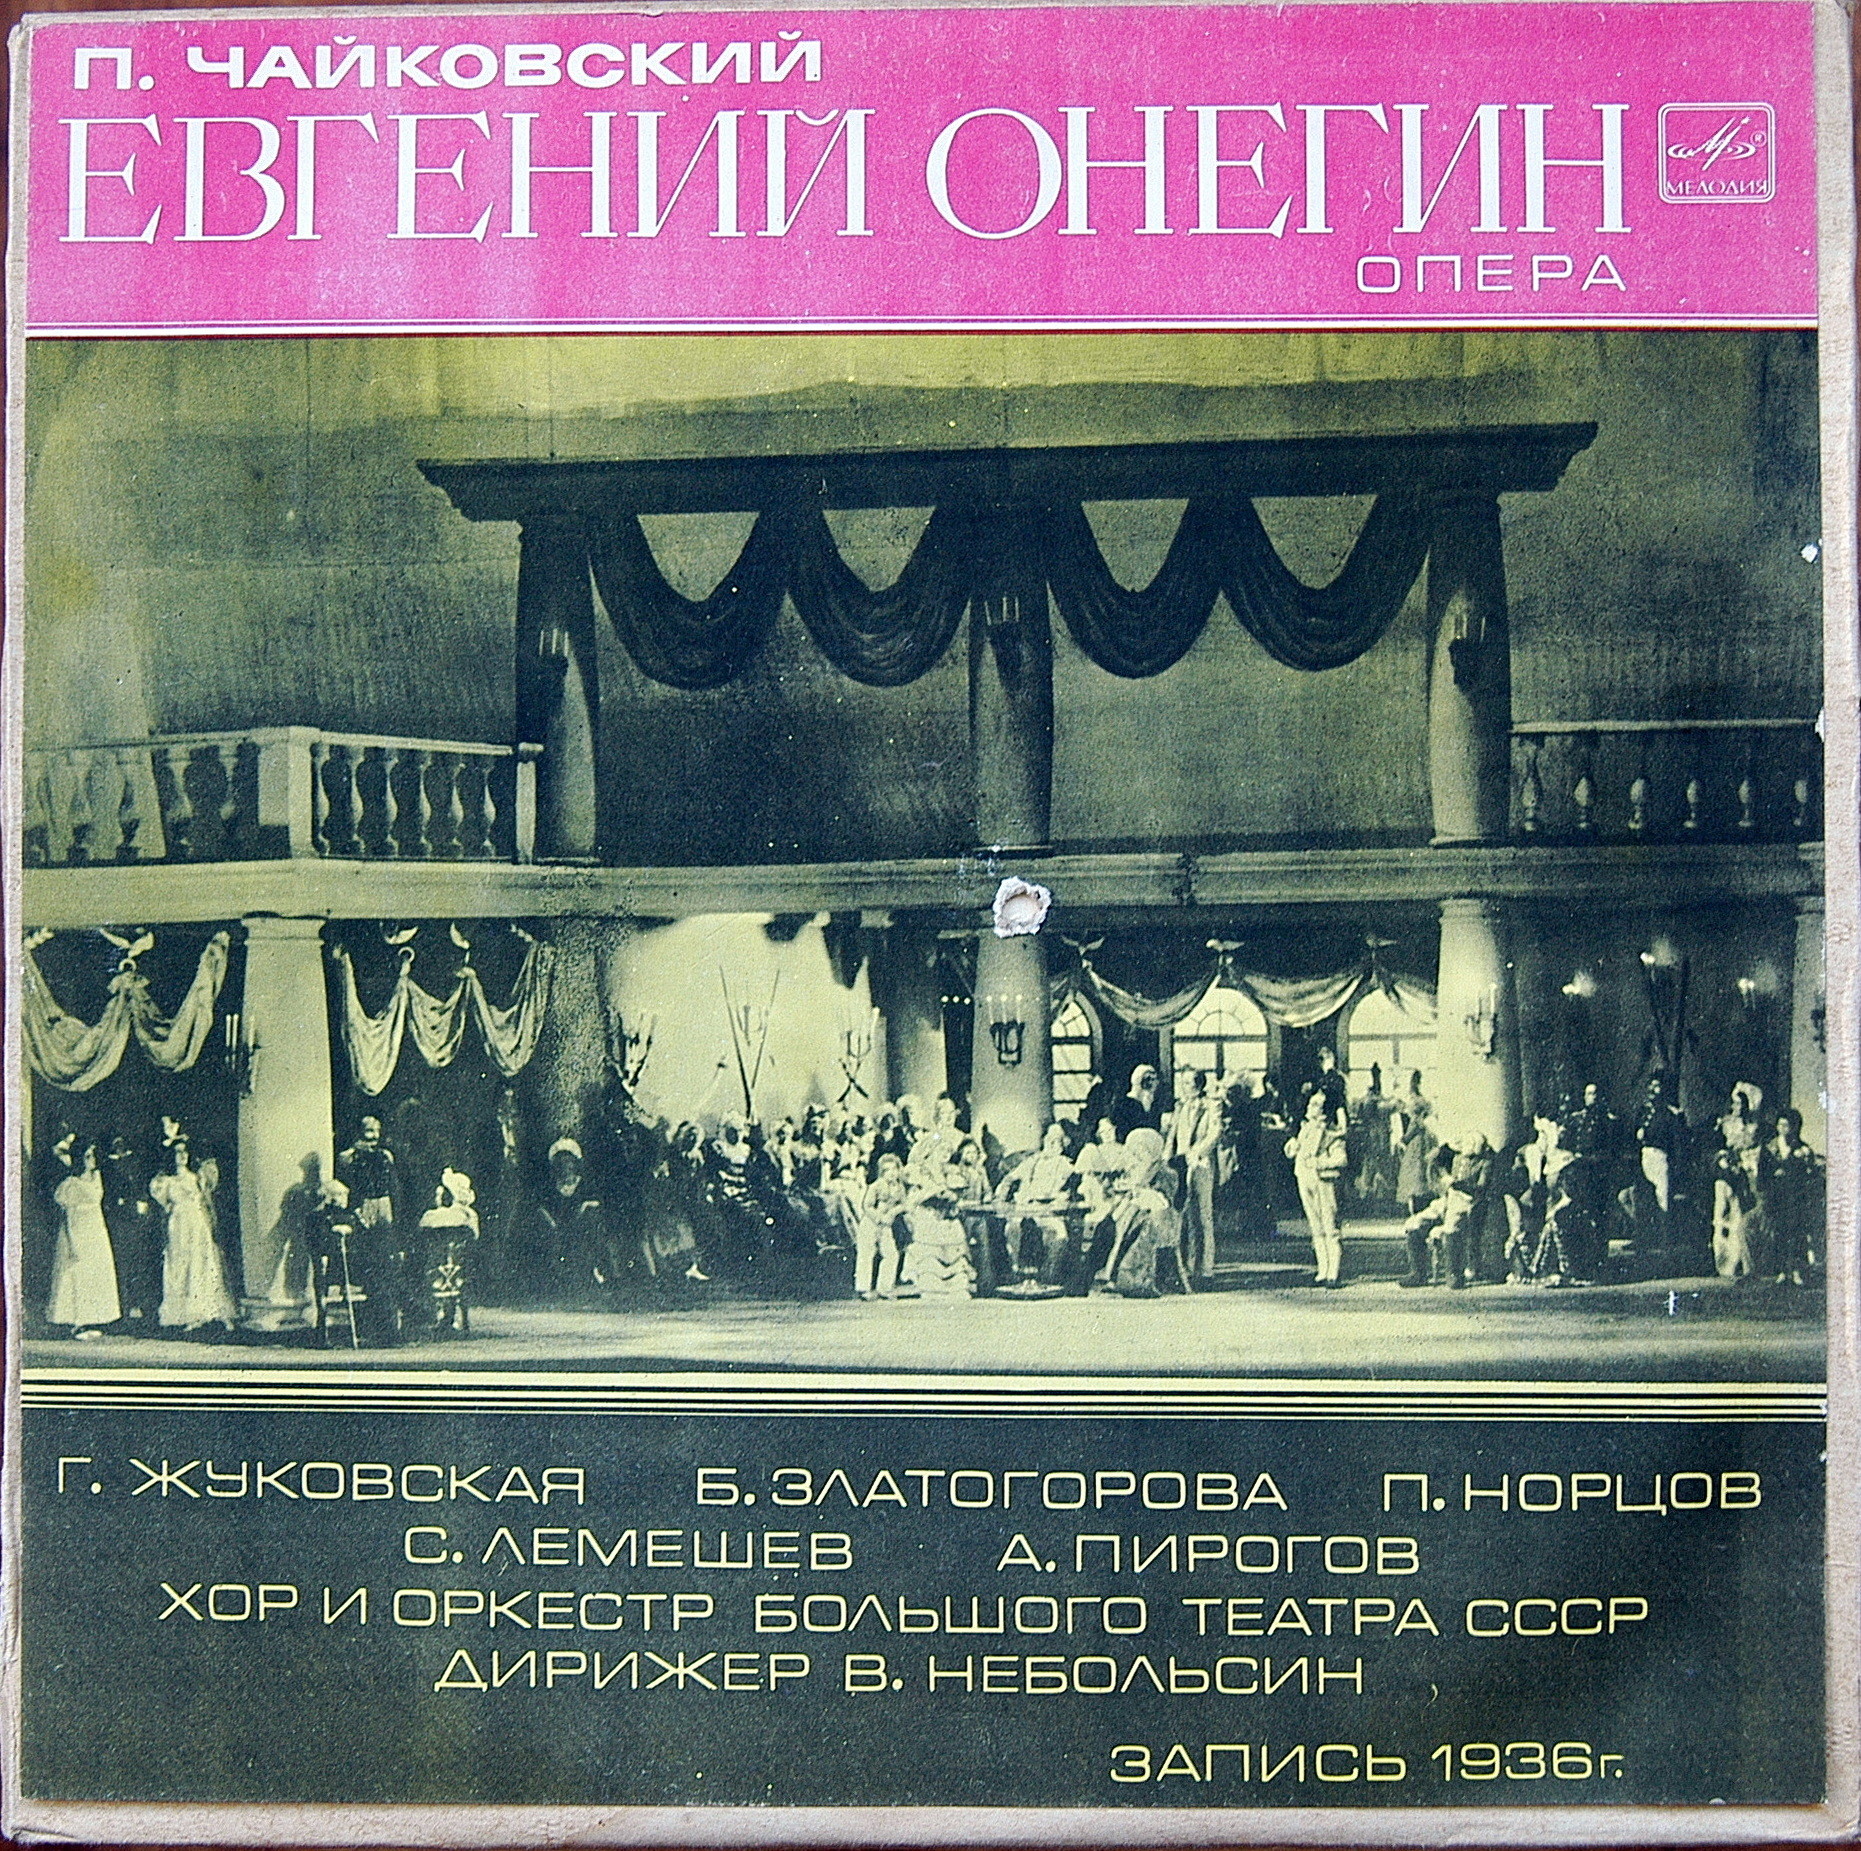 П. ЧАЙКОВСКИЙ
ЕВГЕНИЙ ОНЕГИН
МЕЛОДИЯ
ОПЕРА
Г. ЖУКОВСКАЯ Б. ЗЛАТОГОРОВА П. НОРЦОВ
С. ЛЕМЕШЕВ А. ПИРОГОВ
ХОР И ОРКЕСТР БОЛЬШОГО ТЕАТРА СССР
ДИРИЖЕР В. НЕБОЛЬСИН
ЗАПИСЬ 1936г.